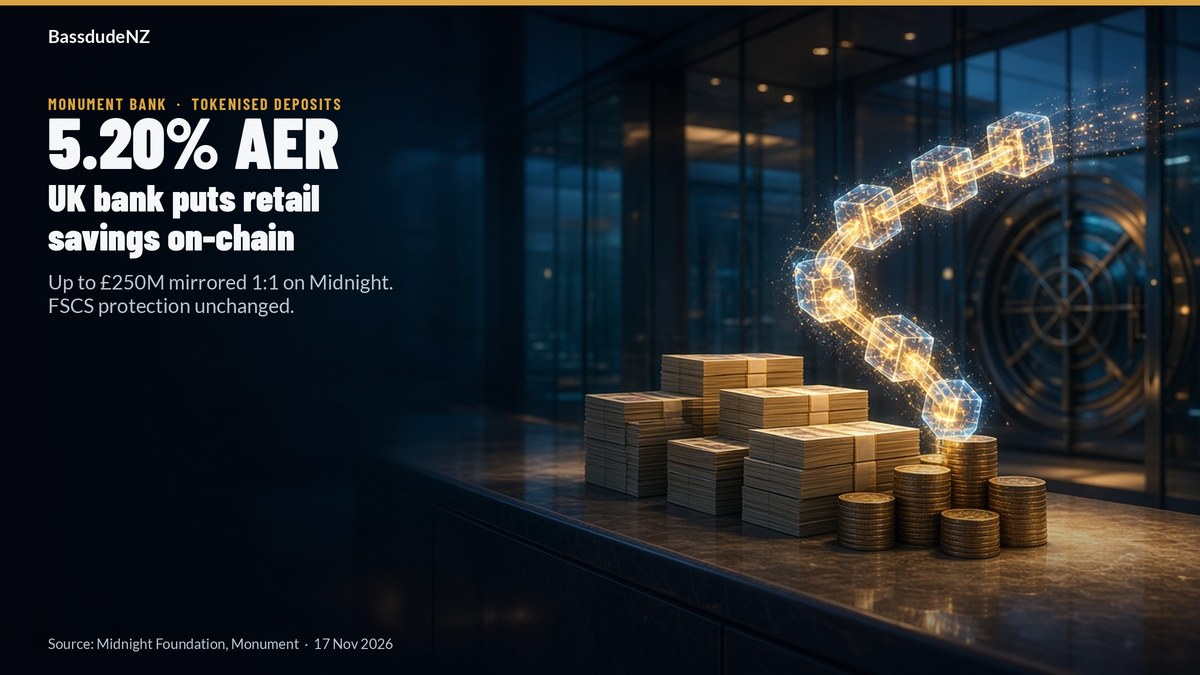 BassdudeNZ
MONUMENT BANK · TOKENISED DEPOSITS
5.20% AER
UK bank puts retail
savings on-chain
Up to £250M mirrored 1:1 on Midnight.
FSCS protection unchanged.
Source: Midnight Foundation, Monument · 17 Nov 2026